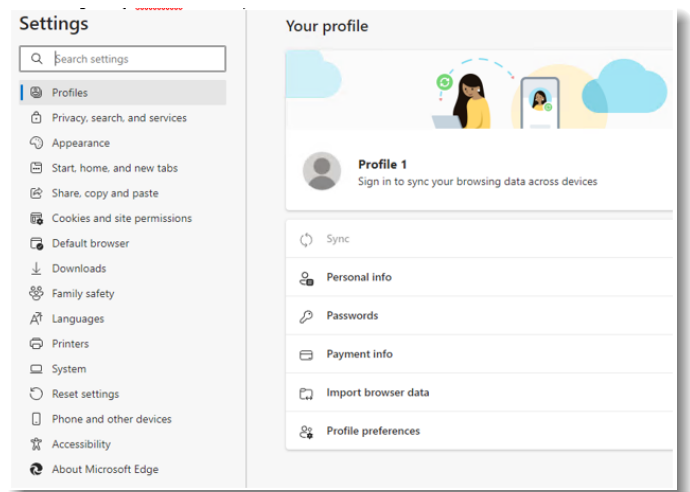 Settings
Search settings
Profiles
Privacy, search, and services
Appearance
Start, home, and new tabs
Share, copy and paste
Cookies and site permissions
Default browser
Downloads
Family safety
Languages
Printers
System
Reset settings
Phone and other devices
Accessibility
About Microsoft Edge
Your profile
Profile 1
Sign in to sync your browsing data across devices
Sync
Personal info
Passwords
Payment info
Import browser data
Profile preferences